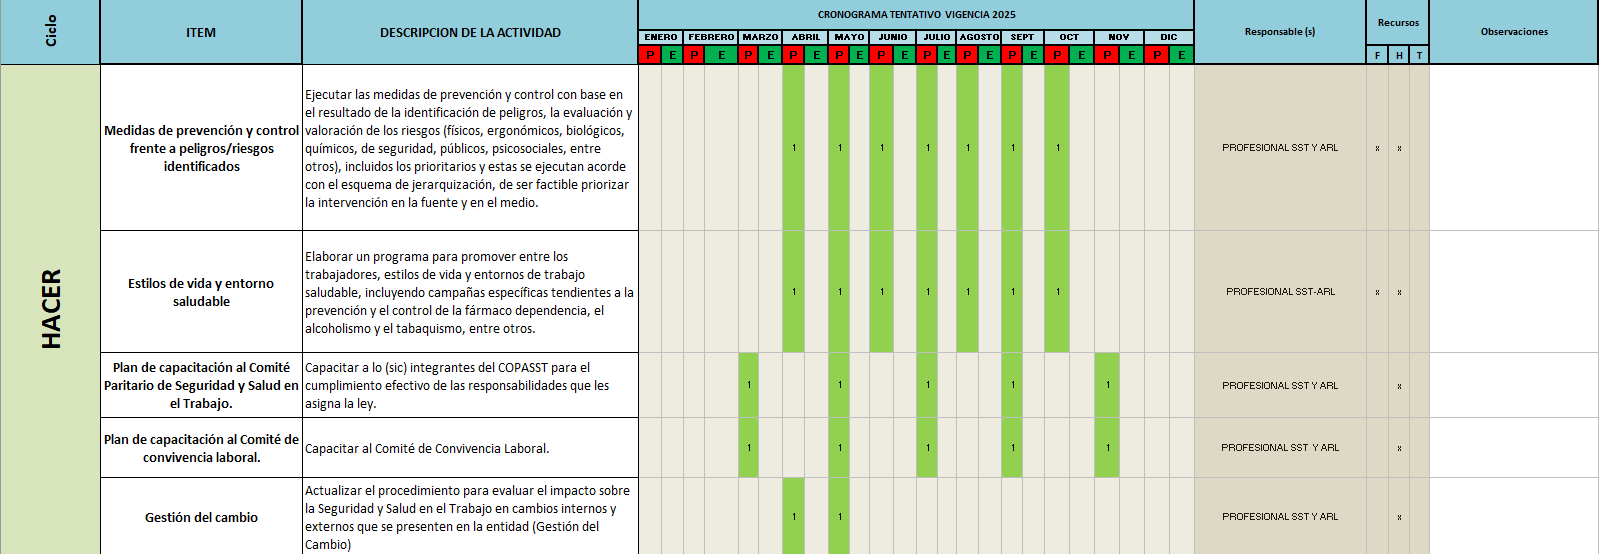 CRONOGRAMA TENTATIVO VIGENCIA 2025
Ciclo
ITEM
DESCRIPCION DE LA ACTIVIDAD
Responsable (s)
Recursos
Observaciones
ENERO FEBRERO MARZO ABRIL MAYO JUNIO JULIO AGOSTO SEPT OCT NOV DIC
P E P E P E P E P E P E P E P E P E P E P E P E
F H T
HACER
Medidas de prevención y control
frente a peligros/riesgos
identificados
Ejecutar las medidas de prevención y control con base en
el resultado de la identificación de peligros, la evaluación y
valoración de los riesgos (físicos, ergonómicos, biológicos,
químicos, de seguridad, públicos, psicosociales, entre
otros), incluidos los prioritarios y estas se ejecutan acorde
con el esquema de jerarquización, de ser factible priorizar
la intervención en la fuente y en el medio.
1 1 1 1 1 1 1
PROFESIONAL SST Y ARL
x x
Estilos de vida y entorno
saludable
Elaborar un programa para promover entre los
trabajadores, estilos de vida y entornos de trabajo
saludable, incluyendo campañas específicas tendientes a la
prevención y el control de la fármaco dependencia, el
alcoholismo y el tabaquismo, entre otros.
1 1 1 1 1 1 1
PROFESIONAL SST-ARL
x x
Plan de capacitación al Comité
Paritario de Seguridad y Salud en
el Trabajo.
Capacitar a lo (sic) integrantes del COPASST para el
cumplimiento efectivo de las responsabilidades que les
asigna la ley.
1 1 1 1 1
PROFESIONAL SST Y ARL
x
Plan de capacitación al Comité de
convivencia laboral.
Capacitar al Comité de Convivencia Laboral.
1 1 1 1 1
PROFESIONAL SST Y ARL
x
Gestión del cambio
Actualizar el procedimiento para evaluar el impacto sobre
la Seguridad y Salud en el Trabajo en cambios internos y
externos que se presenten en la entidad (Gestión del
Cambio)
1 1
PROFESIONAL SST Y ARL
x